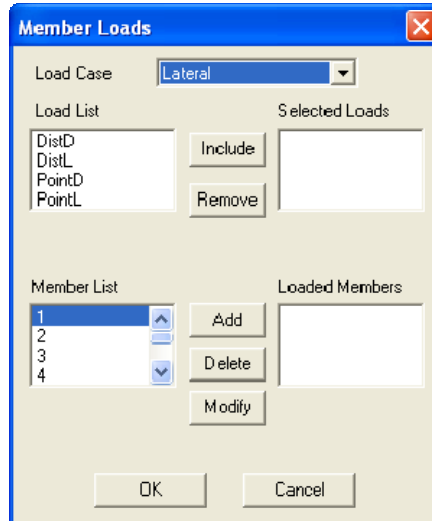 Member Loads
Load Case Lateral
Load List Selected Loads
DistD
DistL
PointD
PointL
Include
Remove
Member List Loaded Members
1
2
3
4
Add
Delete
Modify
OK Cancel